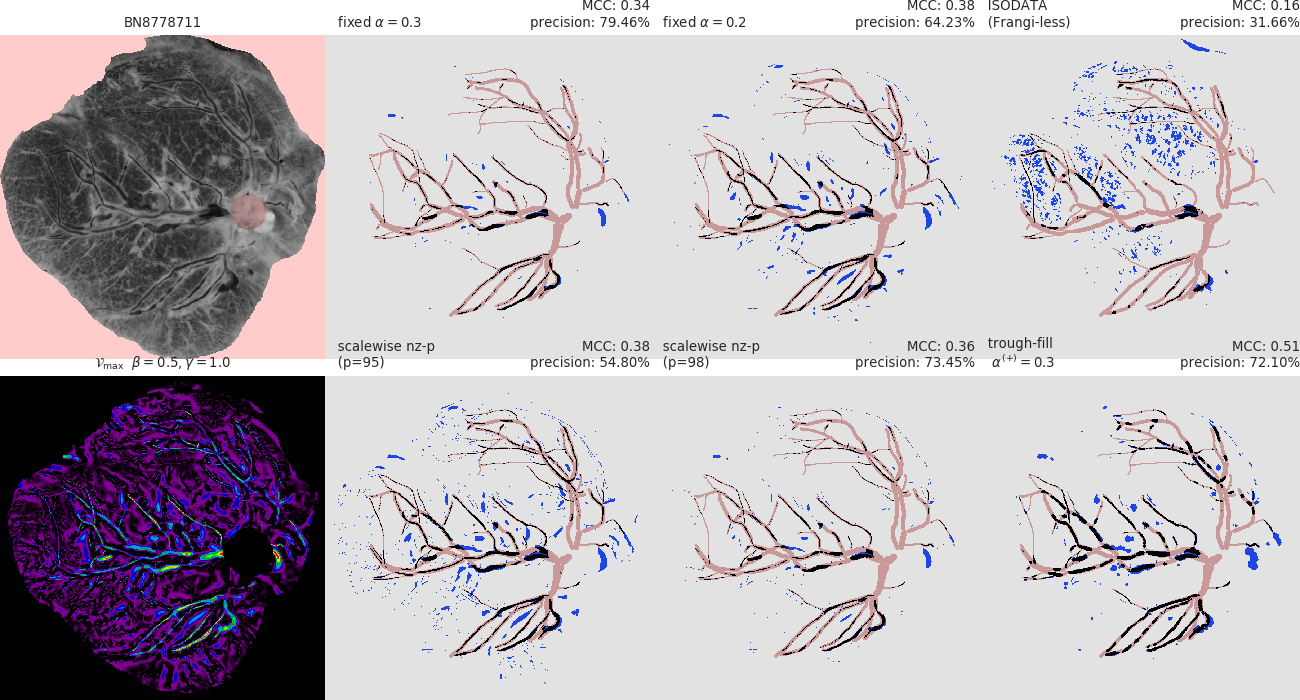 BN8778711
fixed α = 0.3
MCC: 0.34
precision: 79.46%
fixed α = 0.2
MCC: 0.38
precision: 64.23%
ISODATA
(Frangi-less)
MCC: 0.16
precision: 31.66%
𝒱max β = 0.5, γ = 1.0
scalewise nz-p
(p=95)
MCC: 0.38
precision: 54.80%
scalewise nz-p
(p=98)
MCC: 0.36
precision: 73.45%
trough-fill
α(+) = 0.3
MCC: 0.51
precision: 72.10%